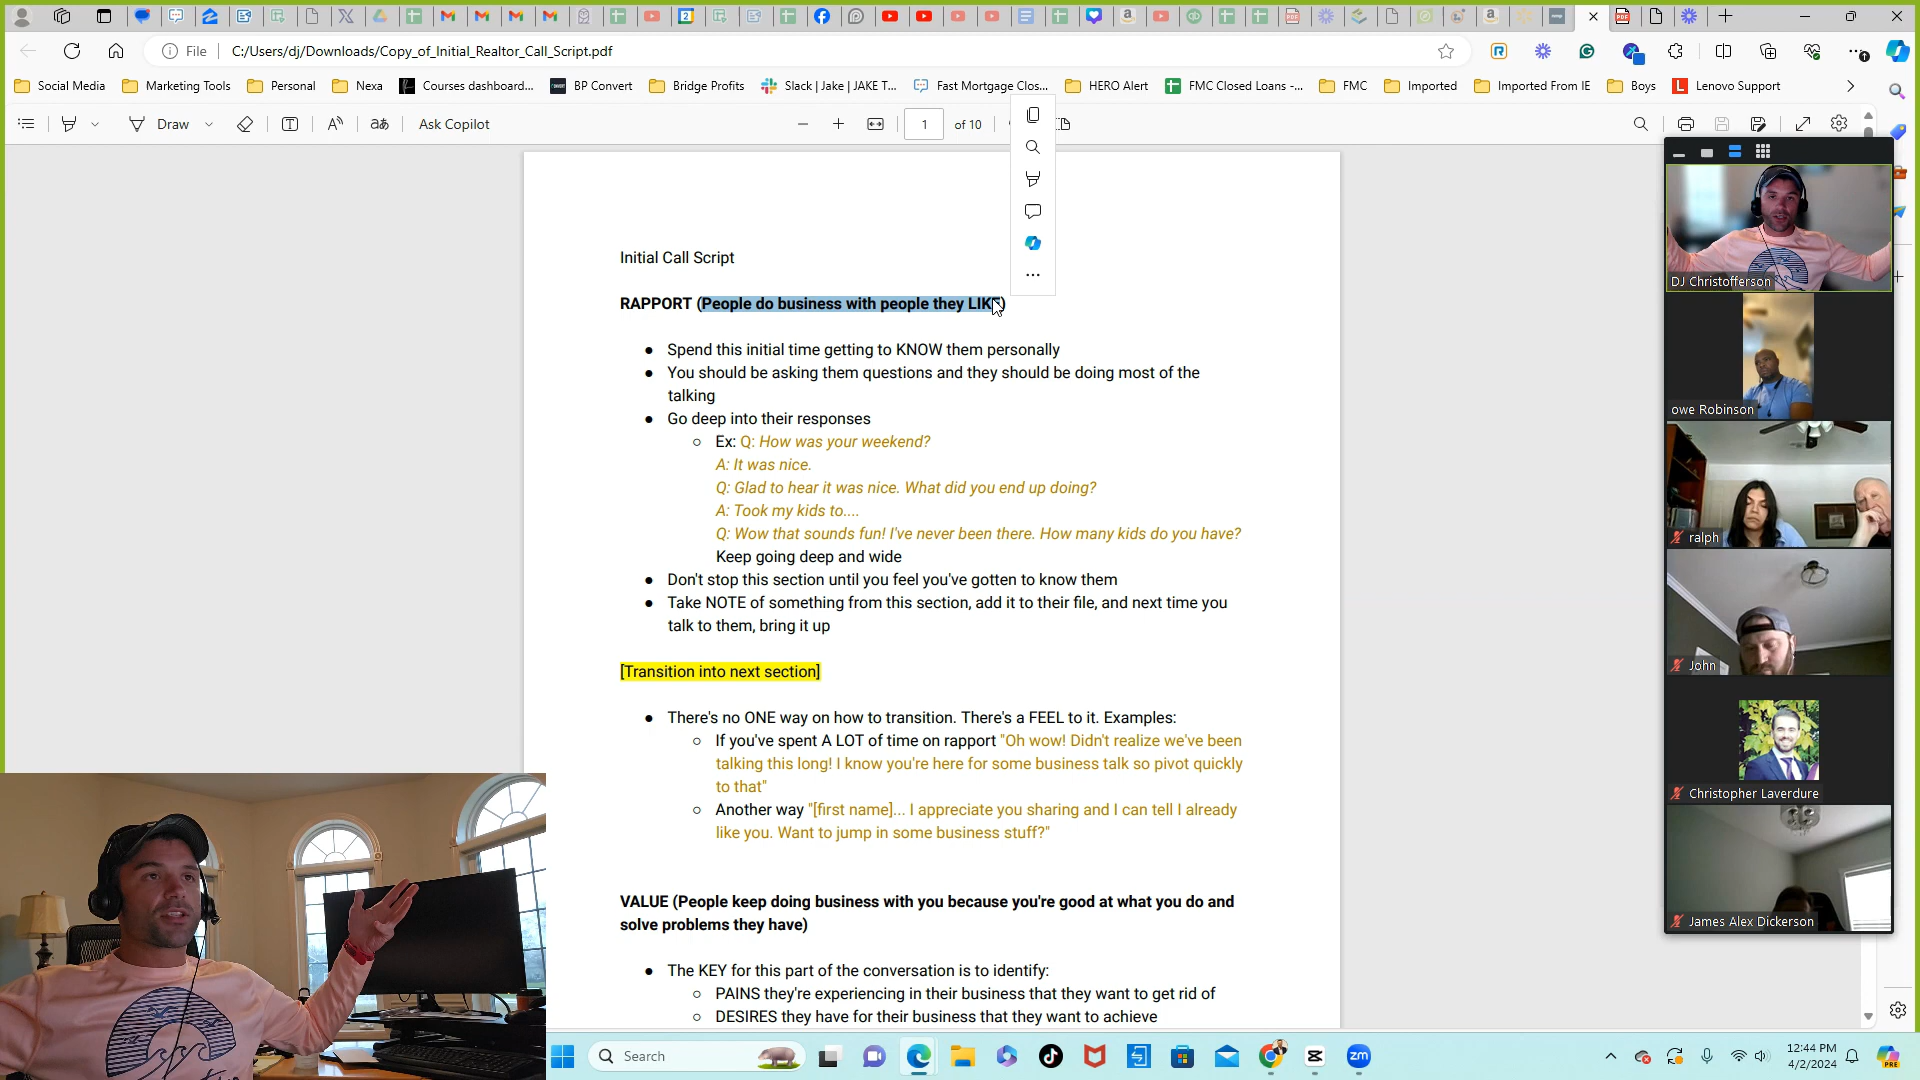 File
C:/Users/dj/Downloads/Copy_of_Initial_Realtor_Call_Script.pdf
Social Media
Marketing Tools
Personal
Nexa
Courses dashboard...
BP Convert
Bridge Profits
Slack | Jake | JAKE T...
Fast Mortgage Clos...
HERO Alert
FMC Closed Loans -...
FMC
Imported
Imported From IE
Boys
Lenovo Support
Draw
Ask Copilot
1
of 10
Initial Call Script
RAPPORT (People do business with people they LIKE)
● Spend this initial time getting to KNOW them personally
● You should be asking them questions and they should be doing most of the
talking
● Go deep into their responses
○ Ex: Q: How was your weekend?
A: It was nice.
Q: Glad to hear it was nice. What did you end up doing?
A: Took my kids to....
Q: Wow that sounds fun! I've never been there. How many kids do you have?
Keep going deep and wide
● Don't stop this section until you feel you've gotten to know them
● Take NOTE of something from this section, add it to their file, and next time you
talk to them, bring it up
[Transition into next section]
● There's no ONE way on how to transition. There's a FEEL to it. Examples:
○ If you've spent A LOT of time on rapport "Oh wow! Didn't realize we've been
talking this long! I know you're here for some business talk so pivot quickly
to that"
○ Another way "[first name]... I appreciate you sharing and I can tell I already
like you. Want to jump in some business stuff?"
VALUE (People keep doing business with you because you're good at what you do and
solve problems they have)
● The KEY for this part of the conversation is to identify:
○ PAINS they're experiencing in their business that they want to get rid of
○ DESIRES they have for their business that they want to achieve
DJ Christofferson
owe Robinson
ralph
John
Christopher Laverdure
James Alex Dickerson
Search
zm
12:44 PM
4/2/2024